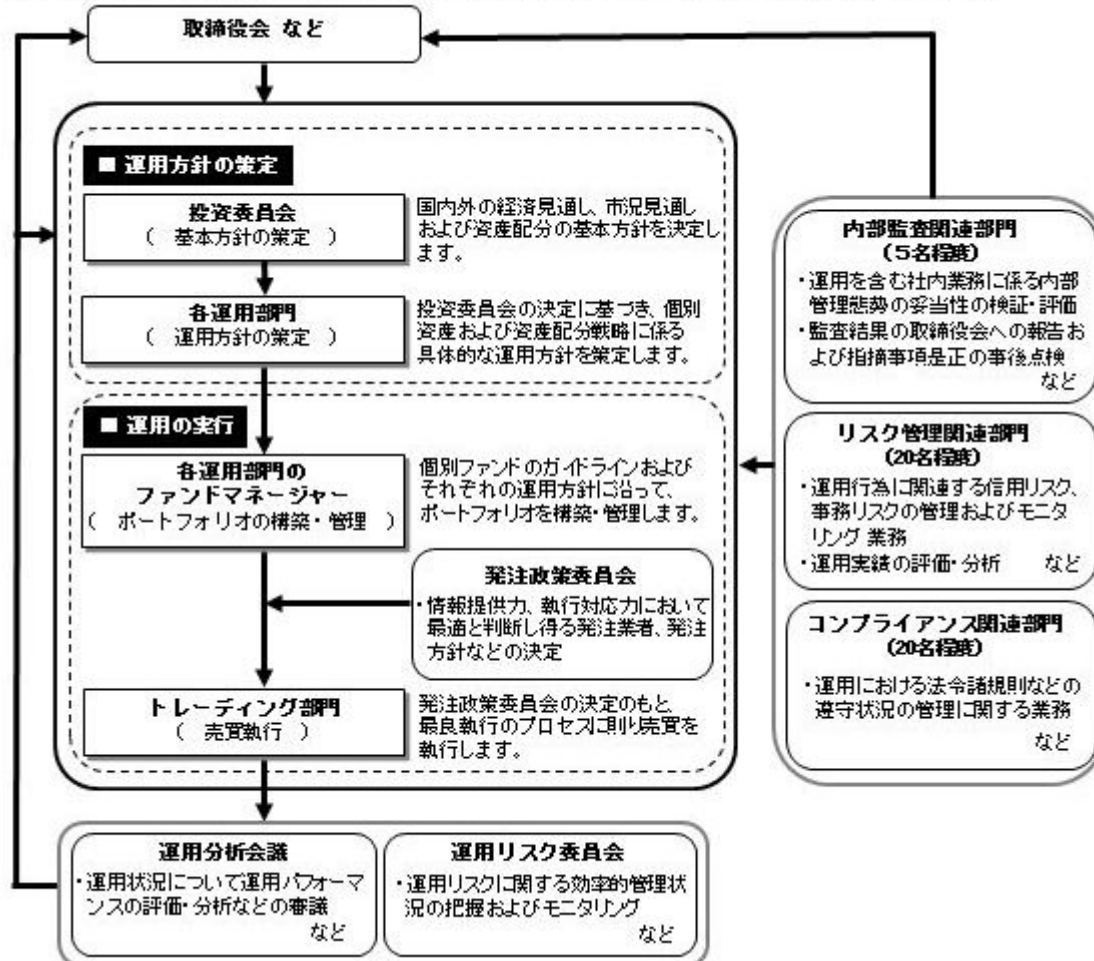 取締役会 など
■ 運用方針の策定
投資委員会
( 基本方針の策定 )
国内外の経済見通し、市況見通し
および資産配分の基本方針を決定し
ます。
各運用部門
( 運用方針の策定 )
投資委員会の決定に基づき、個別
資産および資産配分戦略に係る
具体的な運用方針を策定します。
■ 運用の実行
各運用部門の
ファンドマネージャー
( ポートフォリオの構築・管理 )
個別ファンドのガイドラインおよび
それぞれの運用方針に沿って、
ポートフォリオを構築・管理します。
発注政策委員会
・情報提供力、執行対応力において
最適と判断し得る発注業者、発注
方針などの決定
トレーディング部門
( 売買執行 )
発注政策委員会の決定のもと、
最良執行のプロセスに則り売買を
執行します。
運用分析会議
・運用状況について運用パフォーマ
ンスの評価・分析などの審議
など
運用リスク委員会
・運用リスクに関する効率的管理状
況の把握およびモニタリング
など
内部監査関連部門
(5名程度)
・運用を含む社内業務に係る内部
管理態勢の妥当性の検証・評価
・監査結果の取締役会への報告お
よび指摘事項是正の事後点検
など
リスク管理関連部門
(20名程度)
・運用行為に関連する信用リスク、
事務リスクの管理およびモニタ
リング 業務
・運用実績の評価・分析 など
コンプライアンス関連部門
(20名程度)
・運用における法令諸規則などの
遵守状況の管理に関する業務
など